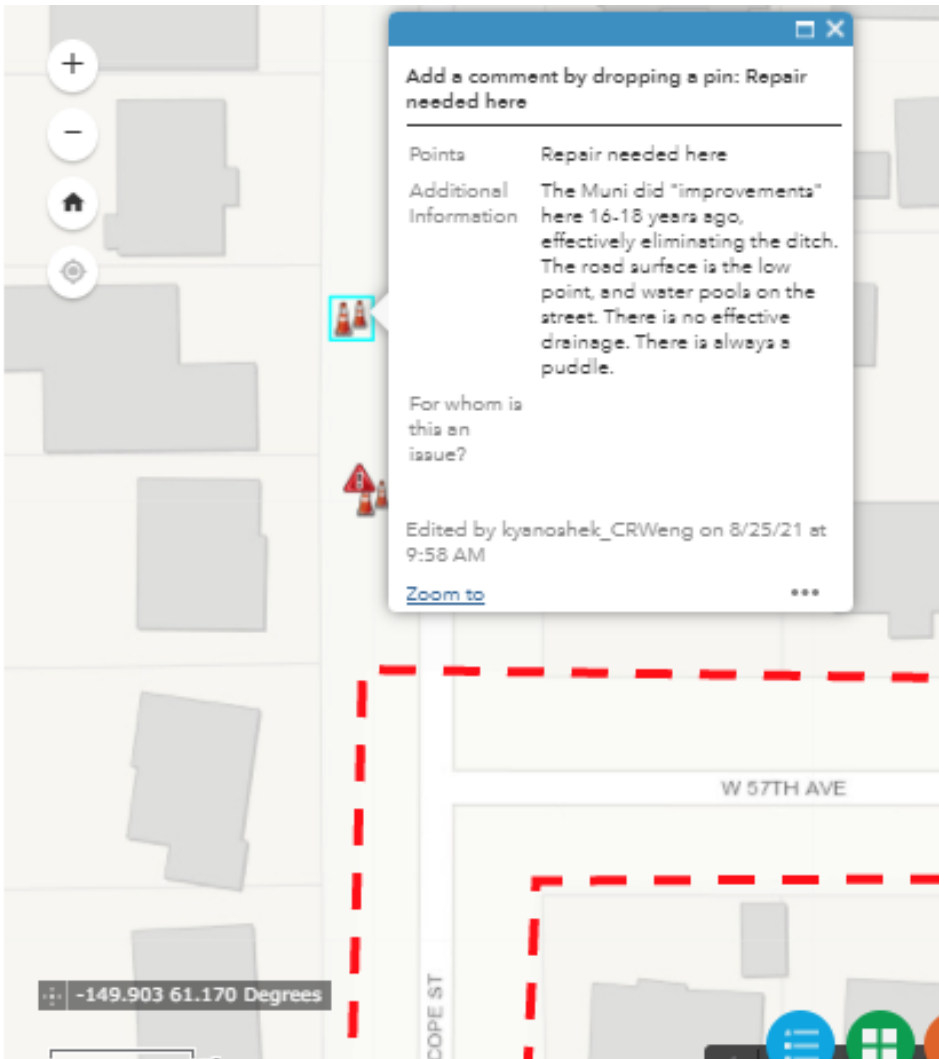 Add a comment by dropping a pin: Repair
needed here
Points Repair needed here
Additional Information
The Muni did "improvements"
here 16-18 years ago,
effectively eliminating the ditch.
The road surface is the low
point, and water pools on the
street. There is no effective
drainage. There is always a
puddle.
For whom is
this an
issue?
Edited by kyanoshek_CRWeng on 8/25/21 at
9:58 AM
Zoom to
W 57TH AVE
COPE ST
-149.903 61.170 Degrees